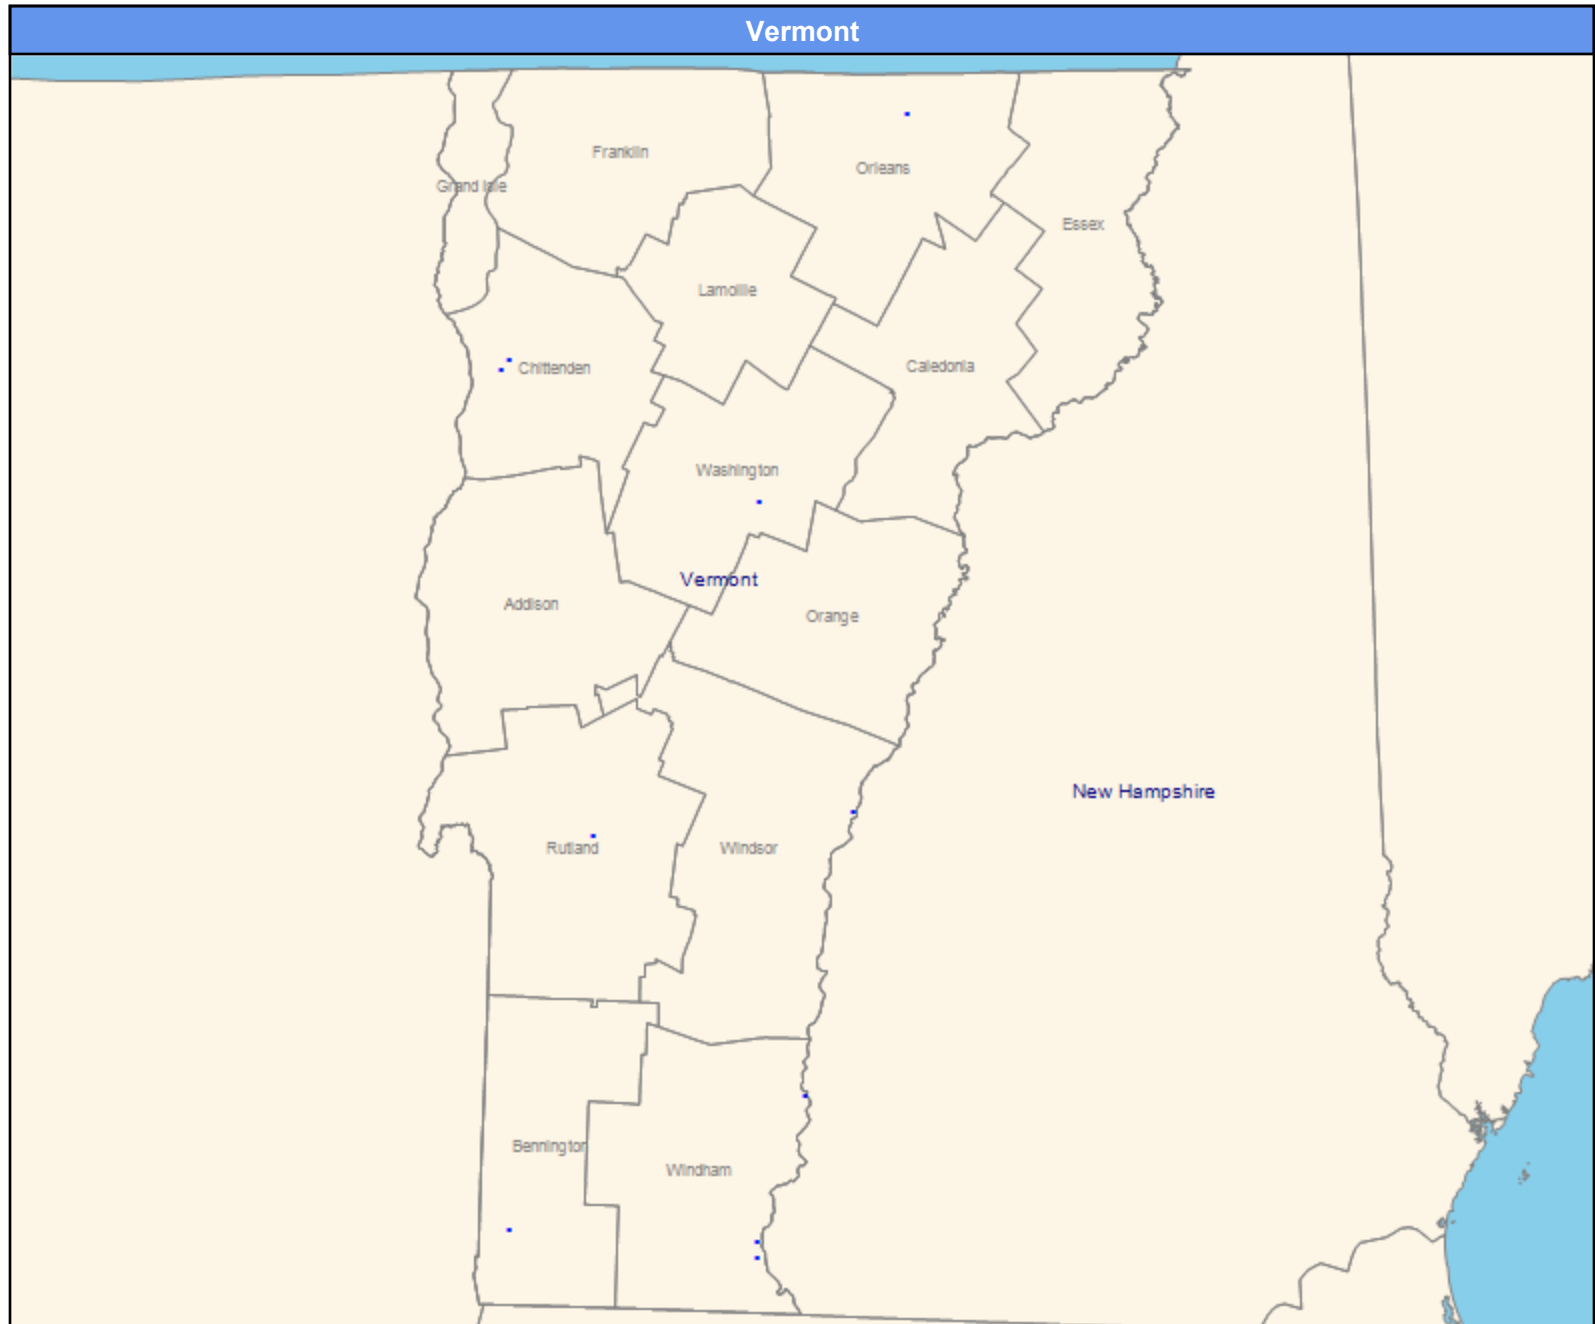 Vermont
Franklin
Orleans
Grand Isle
Essex
Lamoille
Chittenden
Caledonia
Washington
Vermont
Addison
Orange
New Hampshire
Rutland
Windsor
Bennington
Windham